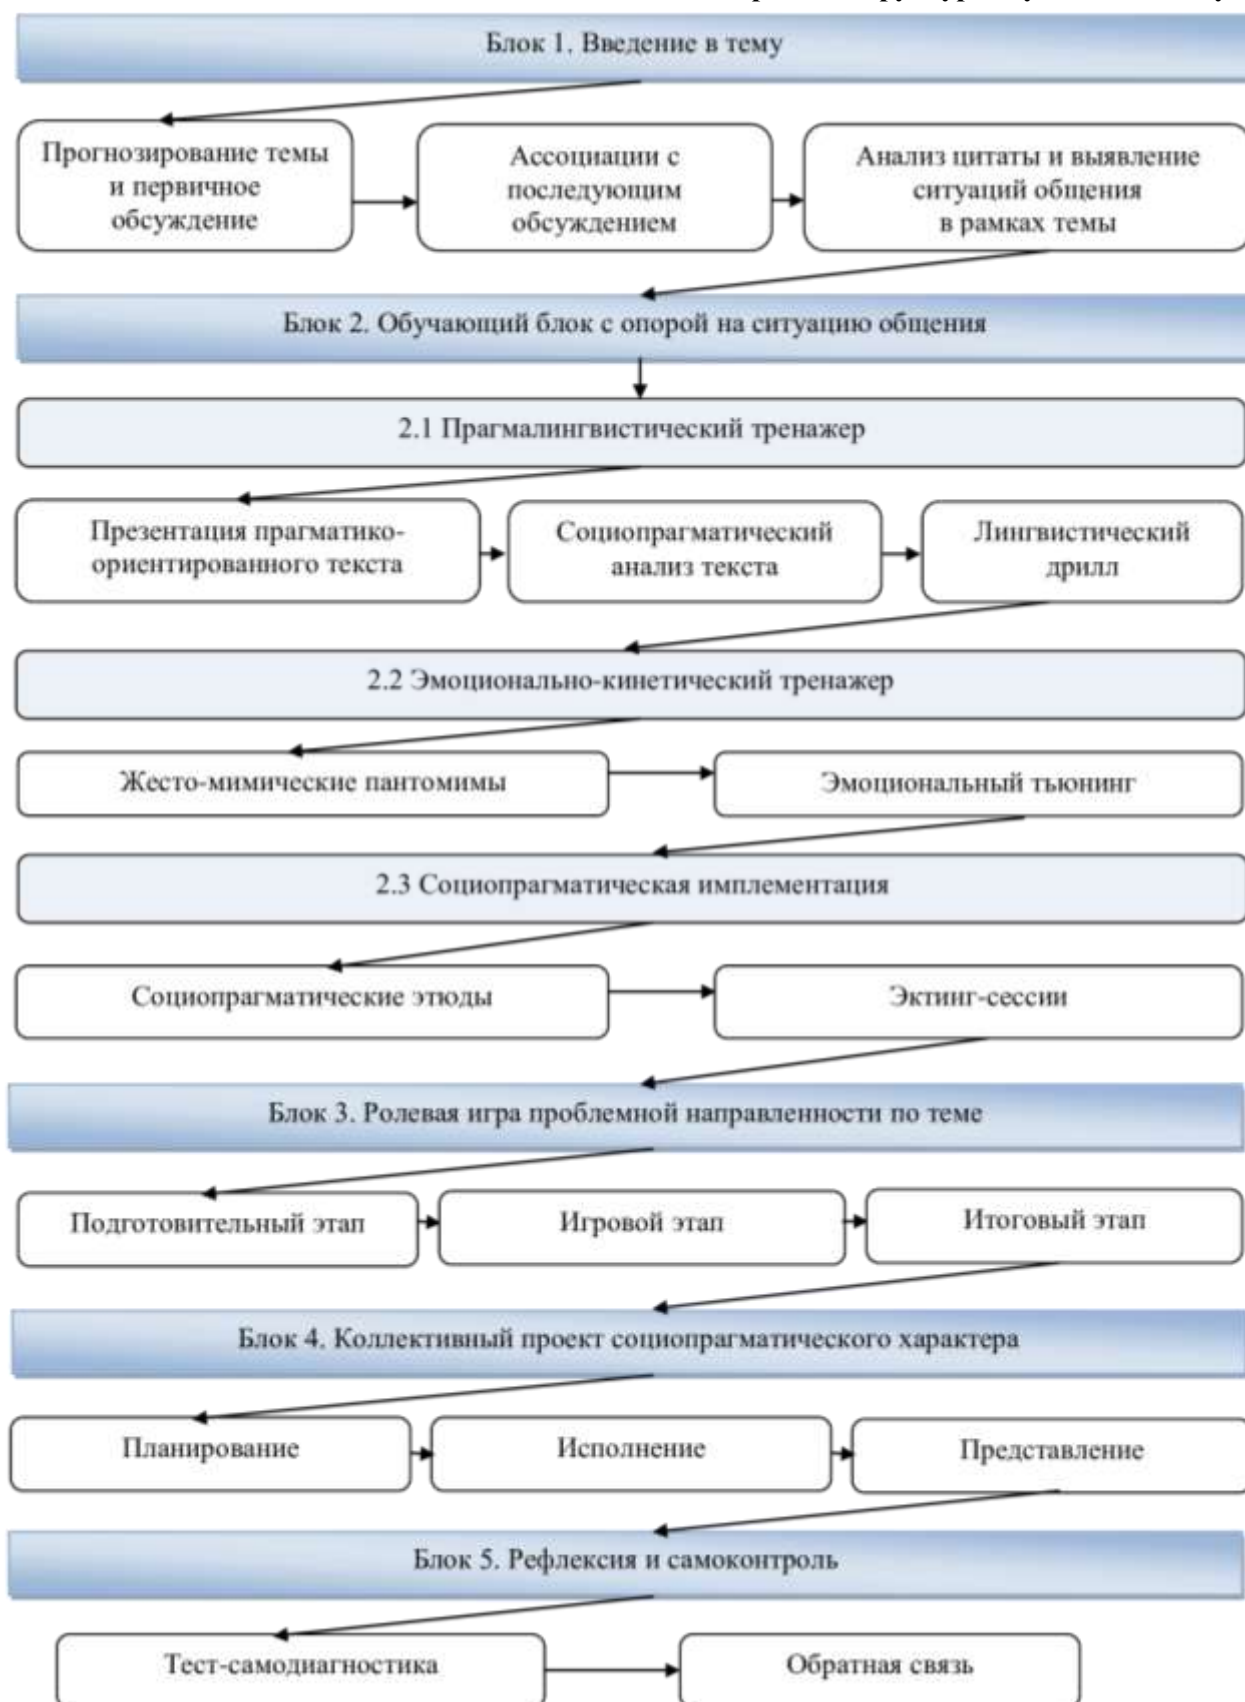 Блок 1. Введение в тему
Прогнозирование темы
и первичное
обсуждение
Ассоциации с
последующим
обсуждением
Анализ цитаты и выявление
ситуаций общения
в рамках темы
Блок 2. Обучающий блок с опорой на ситуацию общения
2.1 Прагмалингвистический тренажер
Презентация прагматико-
ориентированного текста
Социопрагматический
анализ текста
Лингвистический
дрилл
2.2 Эмоционально-кинетический тренажер
Жесто-мимические пантомимы
Эмоциональный тьюнинг
2.3 Социопрагматическая имплементация
Социопрагматические этюды
Эктинг-сессии
Блок 3. Ролевая игра проблемной направленности по теме
Подготовительный этап
Игровой этап
Итоговый этап
Блок 4. Коллективный проект социопрагматического характера
Планирование
Исполнение
Представление
Блок 5. Рефлексия и самоконтроль
Тест-самодиагностика
Обратная связь